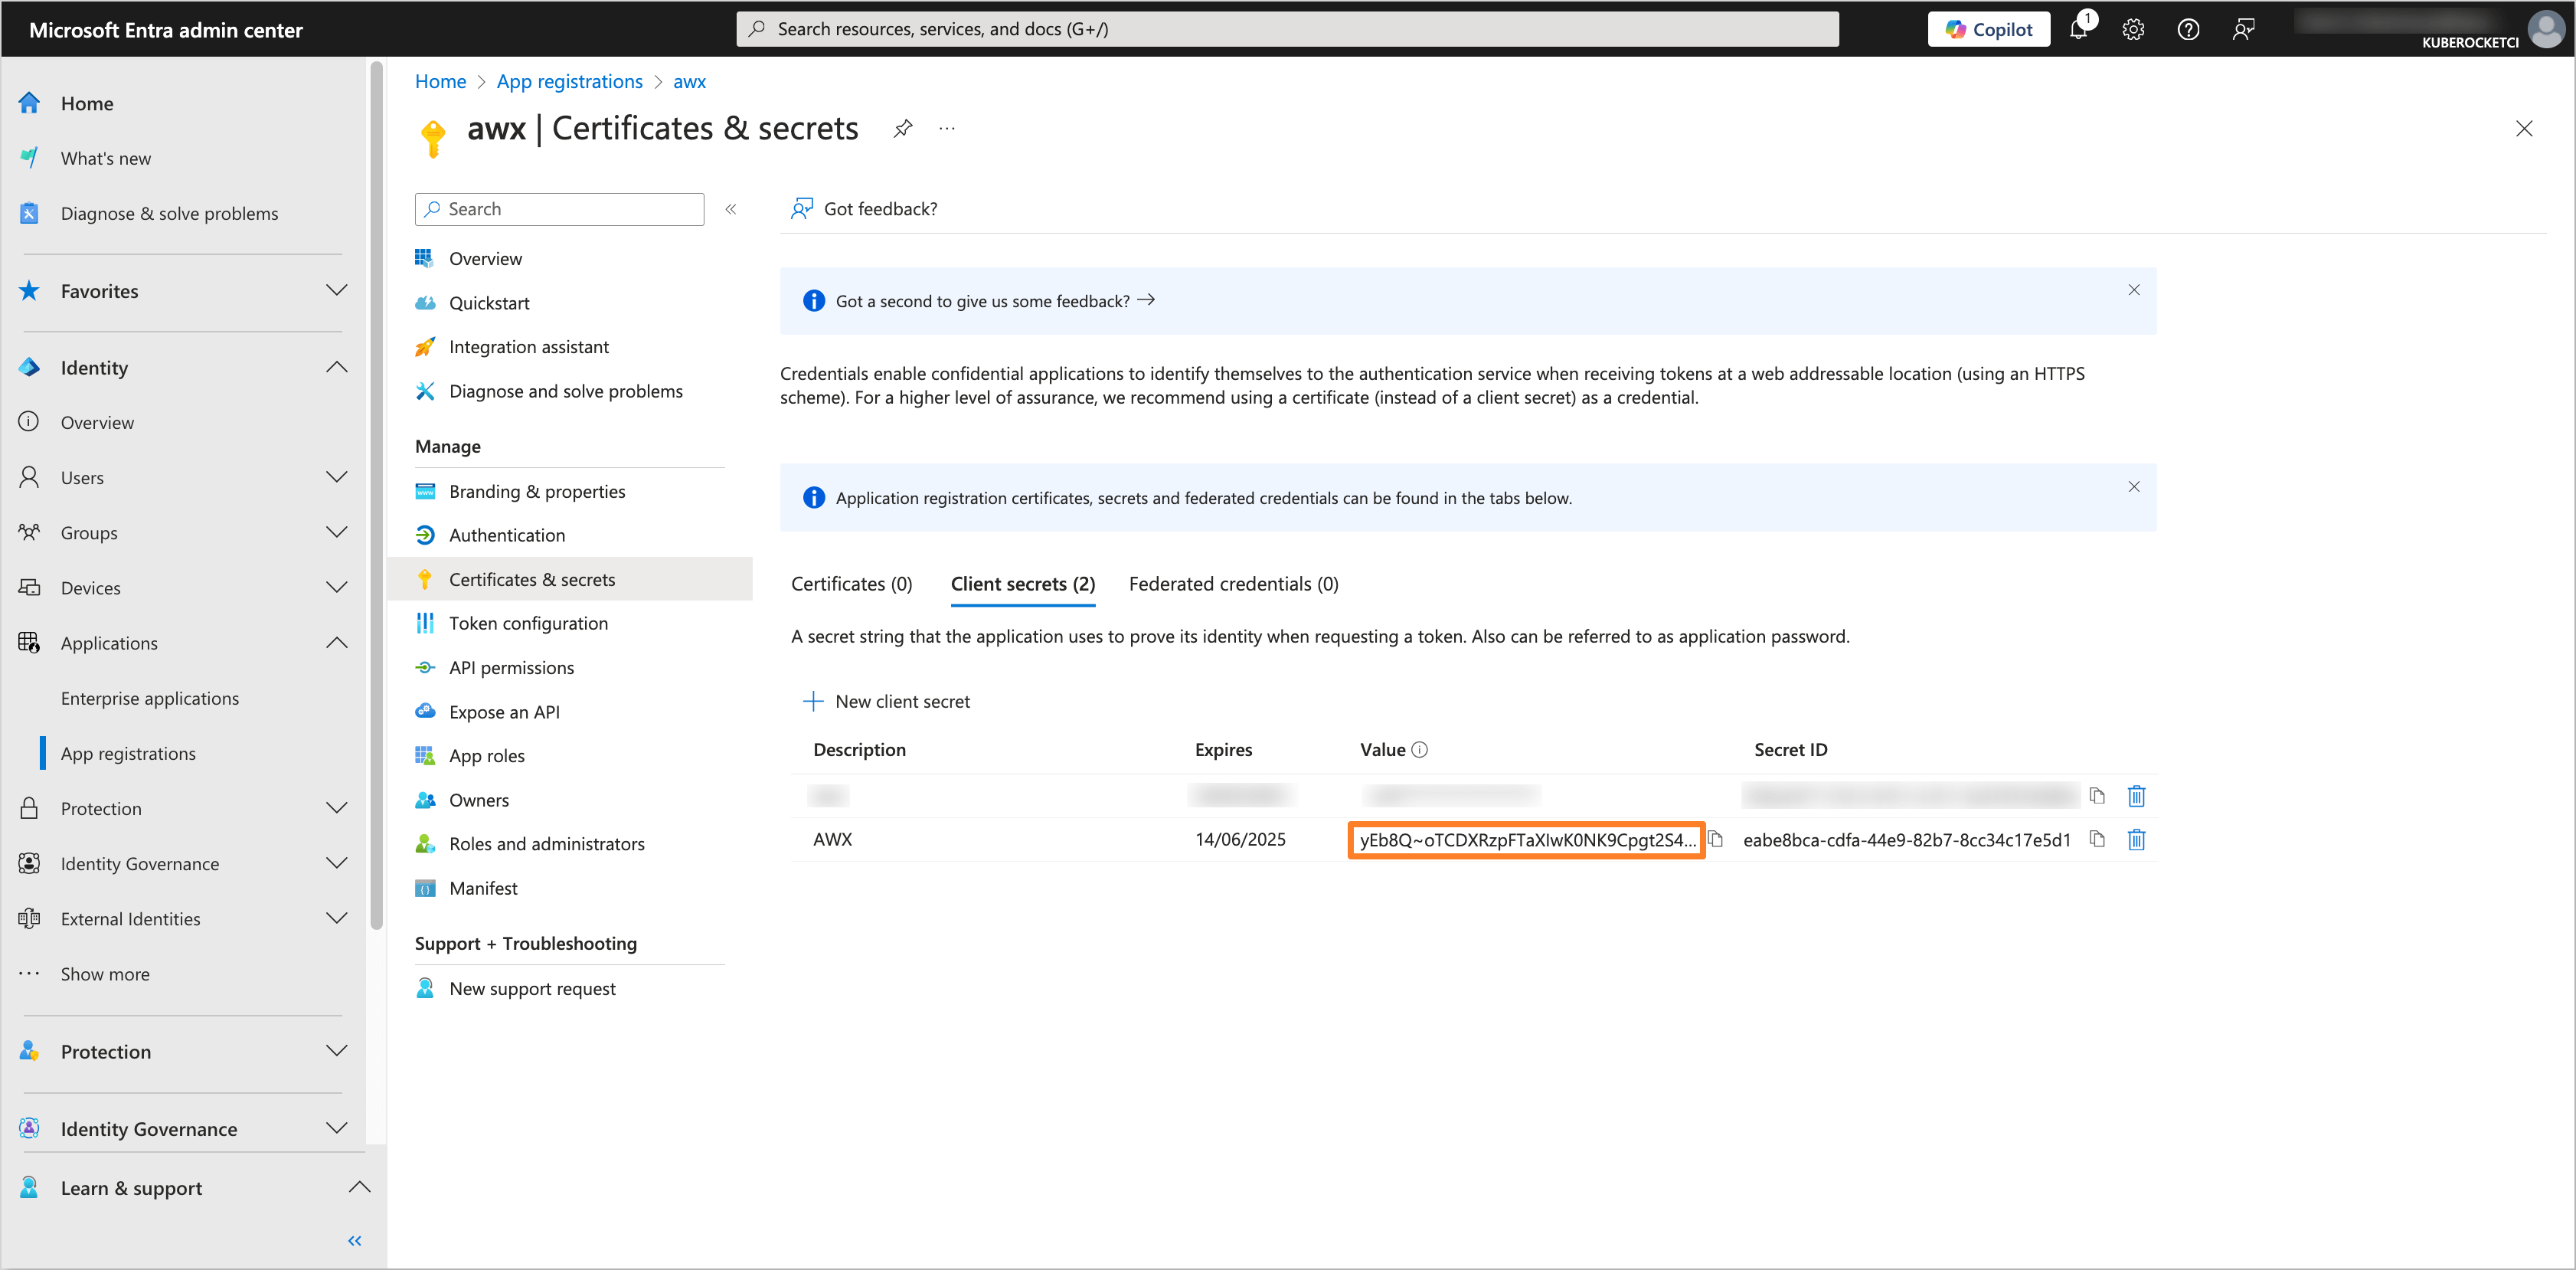 Microsoft Entra admin center
Search resources, services, and docs (G+/)
Copilot
1
KUBEROCKETCI
Home
What's new
Diagnose & solve problems
Favorites
Identity
Overview
Users
Groups
Devices
Applications
Enterprise applications
App registrations
Protection
Identity Governance
External Identities
Show more
Protection
Identity Governance
Learn & support
Home > App registrations > awx
awx | Certificates & secrets
Search
Overview
Quickstart
Integration assistant
Diagnose and solve problems
Manage
Branding & properties
Authentication
Certificates & secrets
Token configuration
API permissions
Expose an API
App roles
Owners
Roles and administrators
Manifest
Support + Troubleshooting
New support request
Got feedback?
Got a second to give us some feedback? →
Credentials enable confidential applications to identify themselves to the authentication service when receiving tokens at a web addressable location (using an HTTPS
scheme). For a higher level of assurance, we recommend using a certificate (instead of a client secret) as a credential.
Application registration certificates, secrets and federated credentials can be found in the tabs below.
Certificates (0) Client secrets (2) Federated credentials (0)
A secret string that the application uses to prove its identity when requesting a token. Also can be referred to as application password.
New client secret
Description Expires Value Secret ID
AWX 14/06/2025 yEb8Q~oTCDXRzpFTaXlwK0NK9Cpgt2S4... eabe8bca-cdfa-44e9-82b7-8cc34c17e5d1